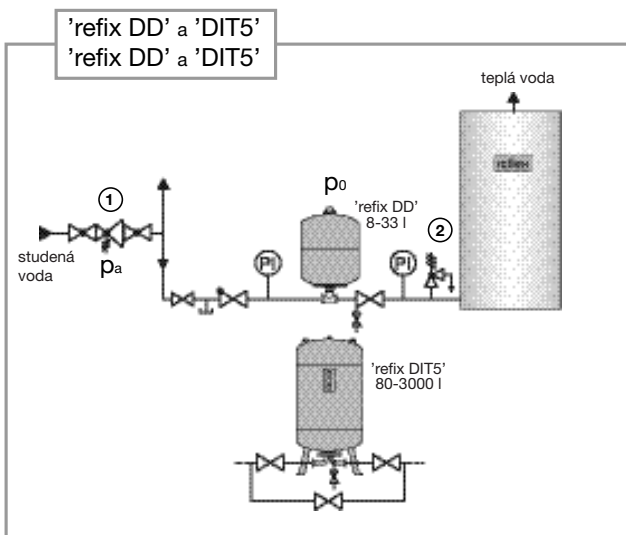 'refix DD' a 'DIT5'
'refix DD' a 'DIT5'
teplá voda
reflex
1
p0
'refix DD'
8-33 l
2
studená
voda
pa
PI
PI
'refix DIT5'
80-3000 l